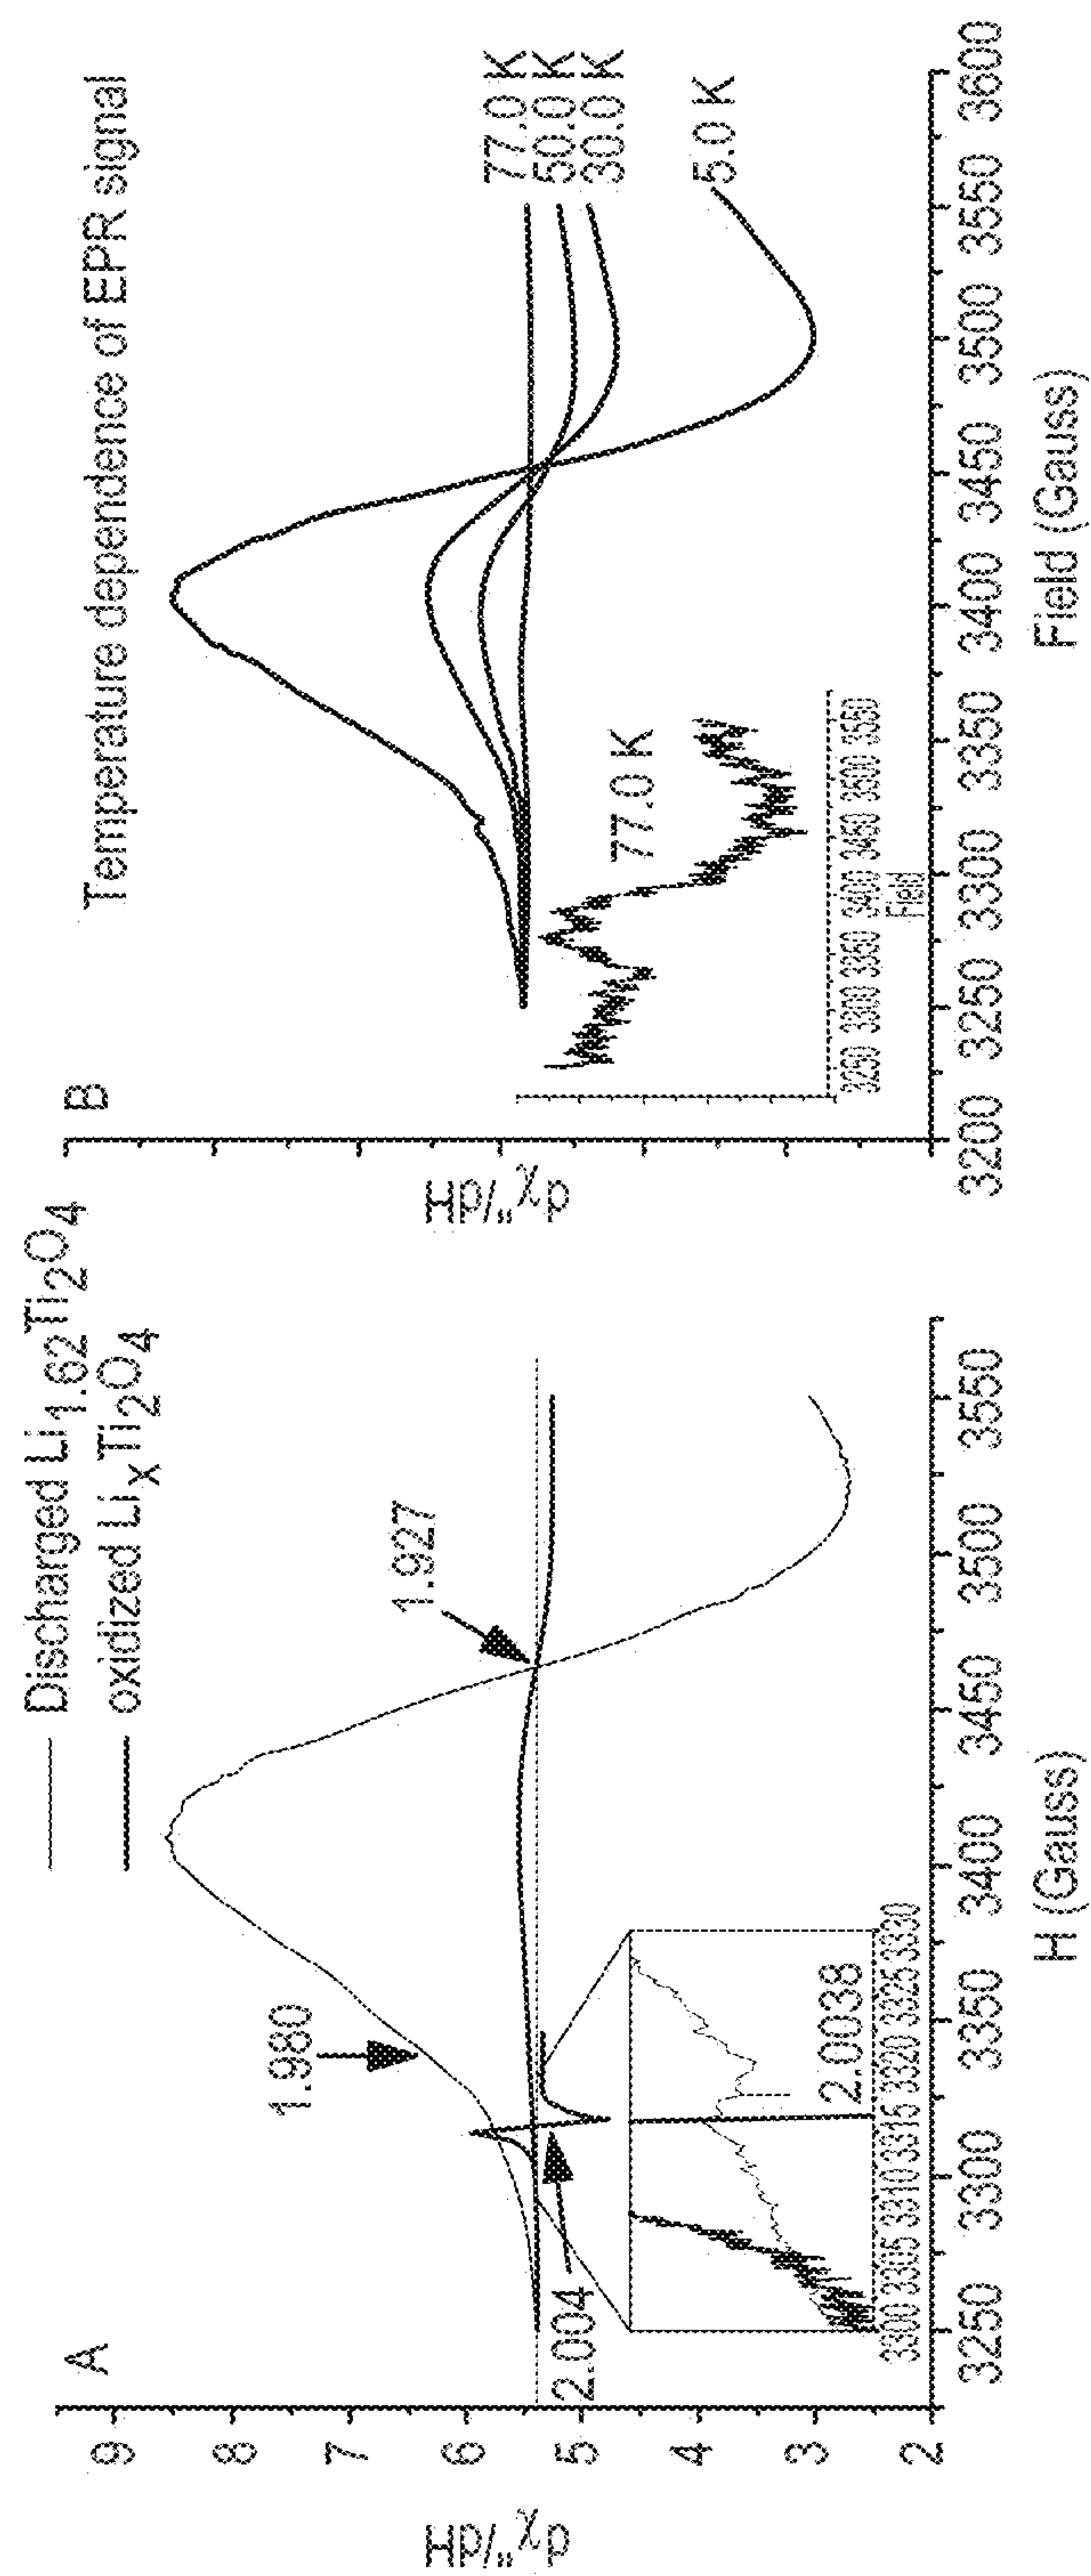 Discharged Li1.62Ti2O4
oxidized LixTi2O4
A
dχ"/dH
9
8
7
6
5
4
3
2
1.980
1.927
2.004
2.0038
3300 3305 3310 3315 3320 3325 3330
3250 3300 3350 3400 3450 3500 3550
H (Gauss)
B
Temperature dependence of EPR signal
dχ"/dH
77.0 K
50.0 K
30.0 K
5.0 K
77.0 K
3250 3300 3350 3400 3450 3500 3550
Field
3200 3250 3300 3350 3400 3450 3500 3550 3600
Field (Gauss)